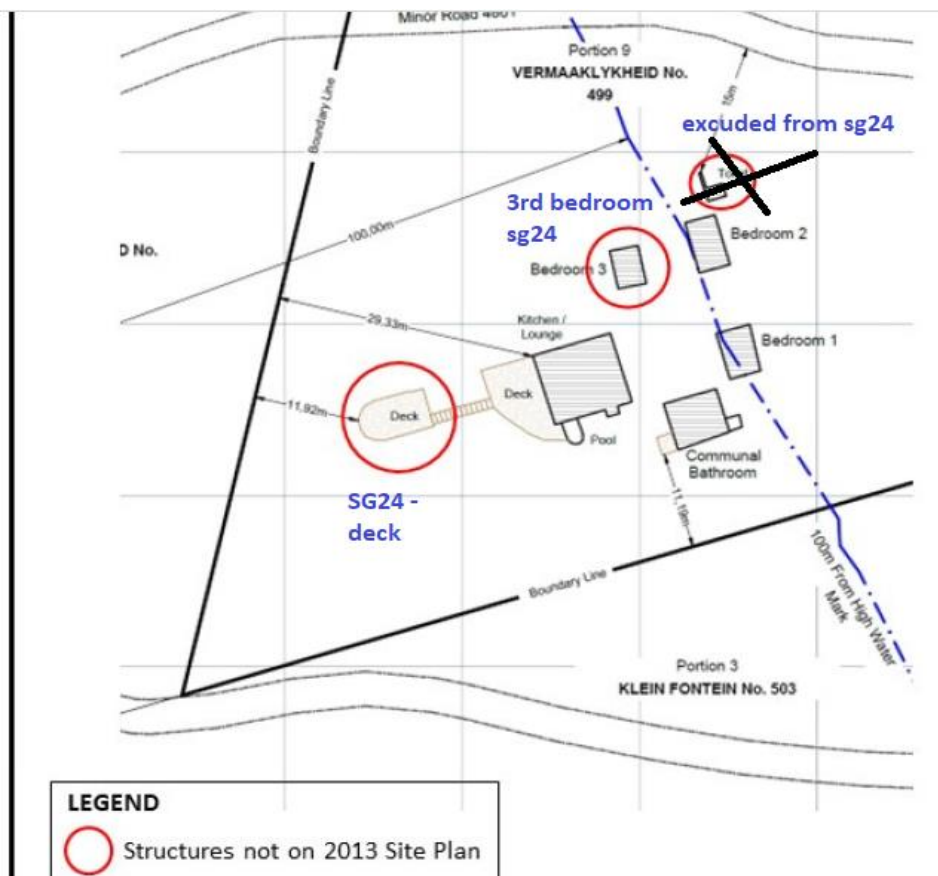 Minor Road 4801
Portion 9
VERMAAKLYKHEID No.
499
Boundary Line
15m
excuded from sg24
3rd bedroom
sg24
100,00m
Bedroom 2
D No.
Bedroom 3
29,33m
Kitchen /
Lounge
Bedroom 1
11,92m
Deck
Deck
Pool
Communal
Bathroom
SG24 -
deck
11,19m
100m From High Water
Mark
Boundary Line
Portion 3
KLEIN FONTEIN No. 503
LEGEND
Structures not on 2013 Site Plan